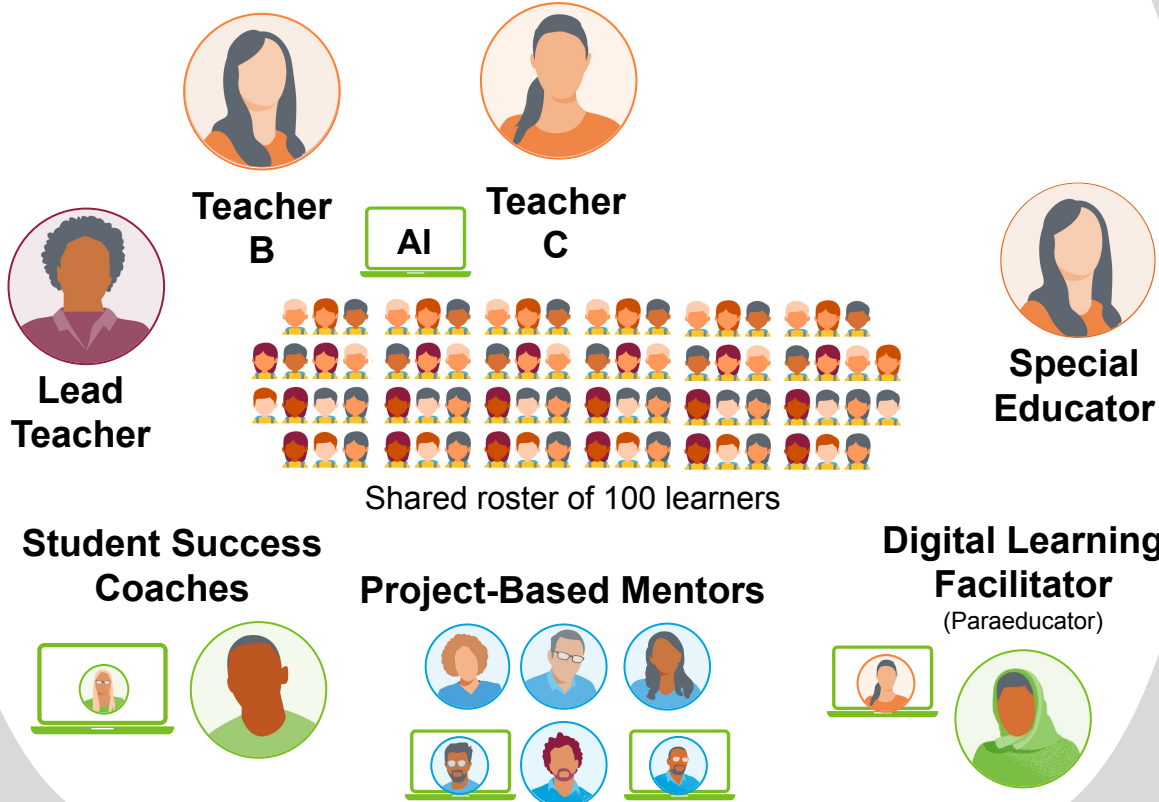 Teacher
B
Teacher
C
AI
Lead
Teacher
Special
Educator
Shared roster of 100 learners
Student Success
Coaches
Project-Based Mentors
Digital Learning
Facilitator
(Paraeducator)